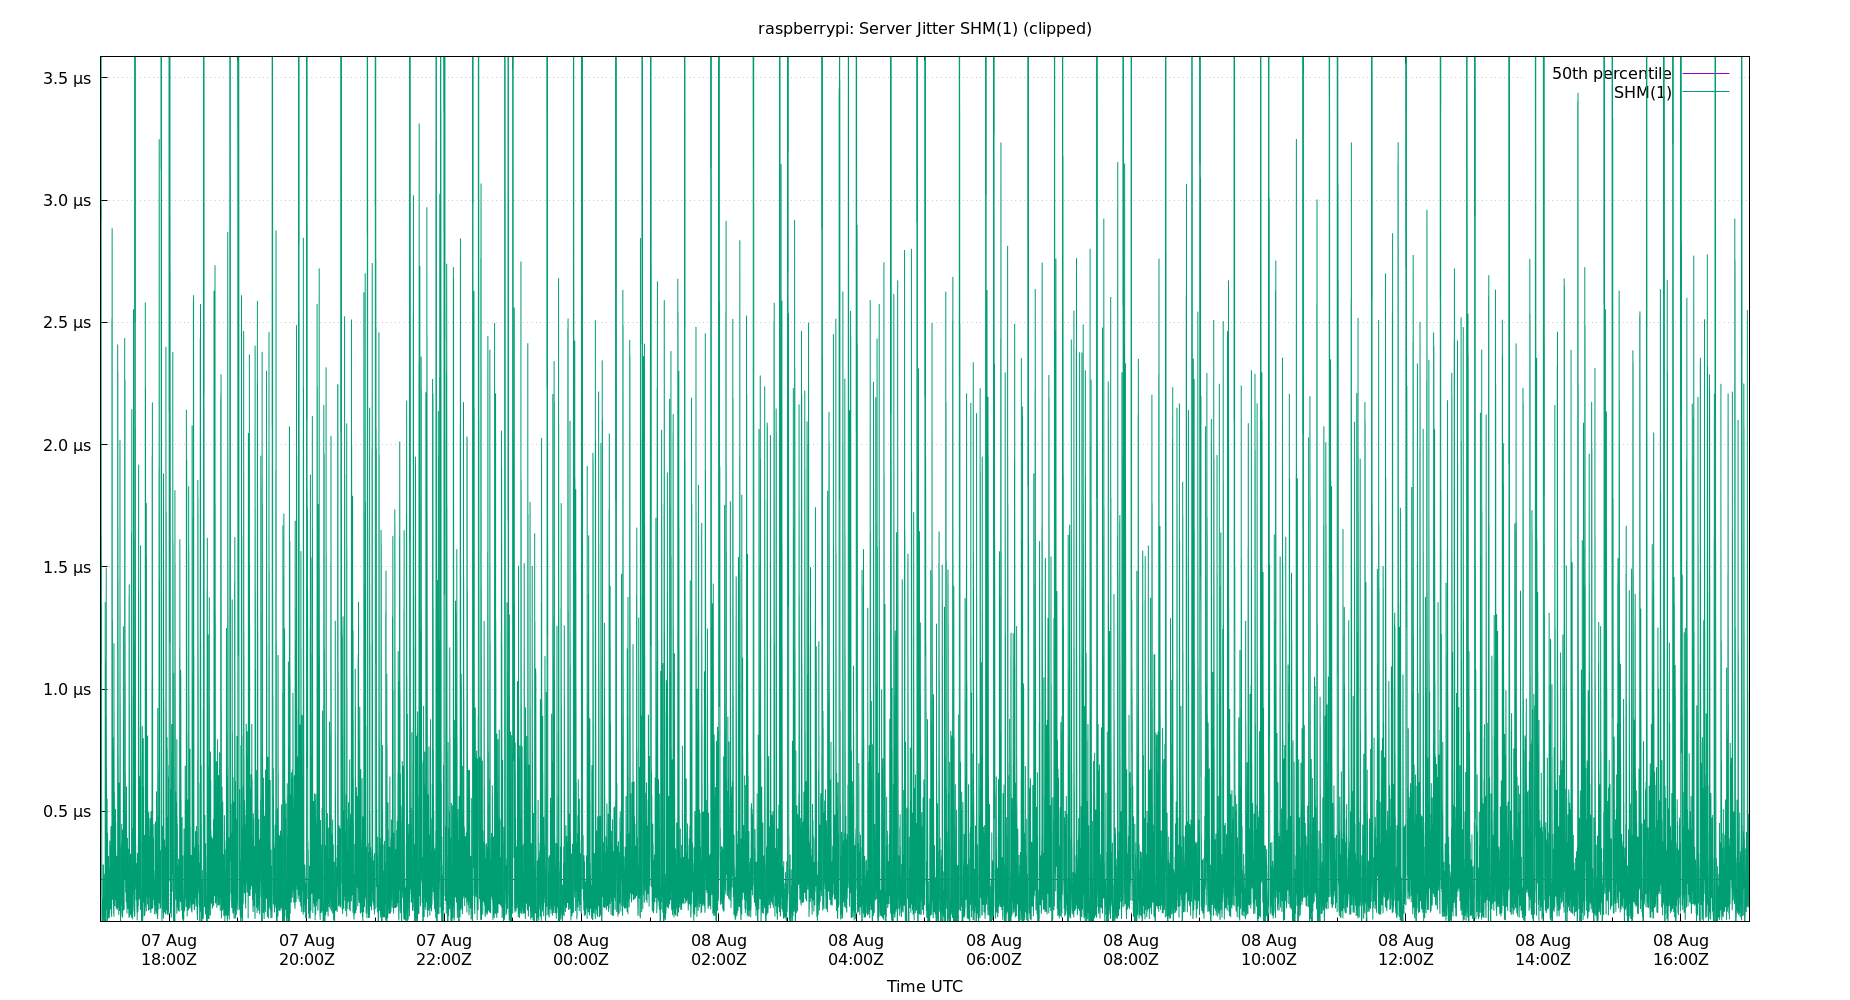 raspberrypi: Server Jitter SHM(1) (clipped)
3.5 µs
3.0 µs
2.5 µs
2.0 µs
1.5 µs
1.0 µs
0.5 µs
50th percentile
SHM(1)
07 Aug 07 Aug 07 Aug 08 Aug 08 Aug 08 Aug 08 Aug 08 Aug 08 Aug 08 Aug 08 Aug 08 Aug
18:00Z 20:00Z 22:00Z 00:00Z 02:00Z 04:00Z 06:00Z 08:00Z 10:00Z 12:00Z 14:00Z 16:00Z
Time UTC